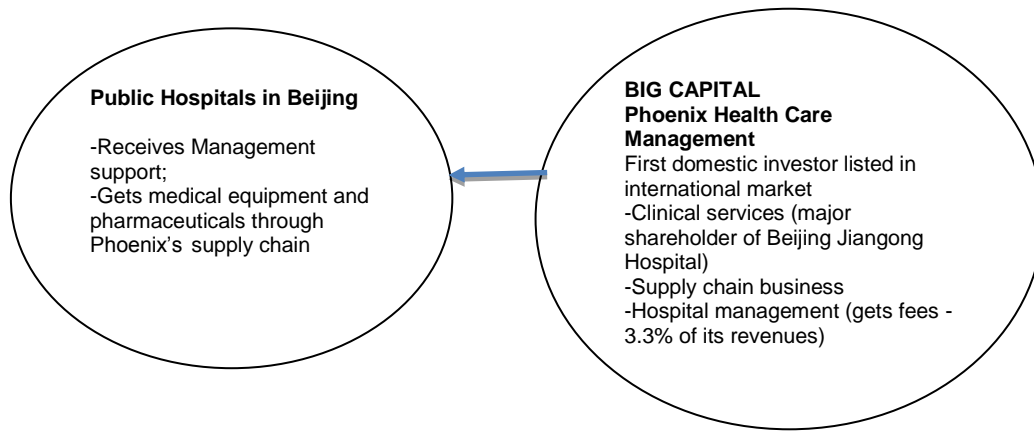 Public Hospitals in Beijing
-Receives Management
support;
-Gets medical equipment and
pharmaceuticals through
Phoenix's supply chain
BIG CAPITAL
Phoenix Health Care
Management
First domestic investor listed in
international market
-Clinical services (major
shareholder of Beijing Jiangong
Hospital)
-Supply chain business
-Hospital management (gets fees -
3.3% of its revenues)